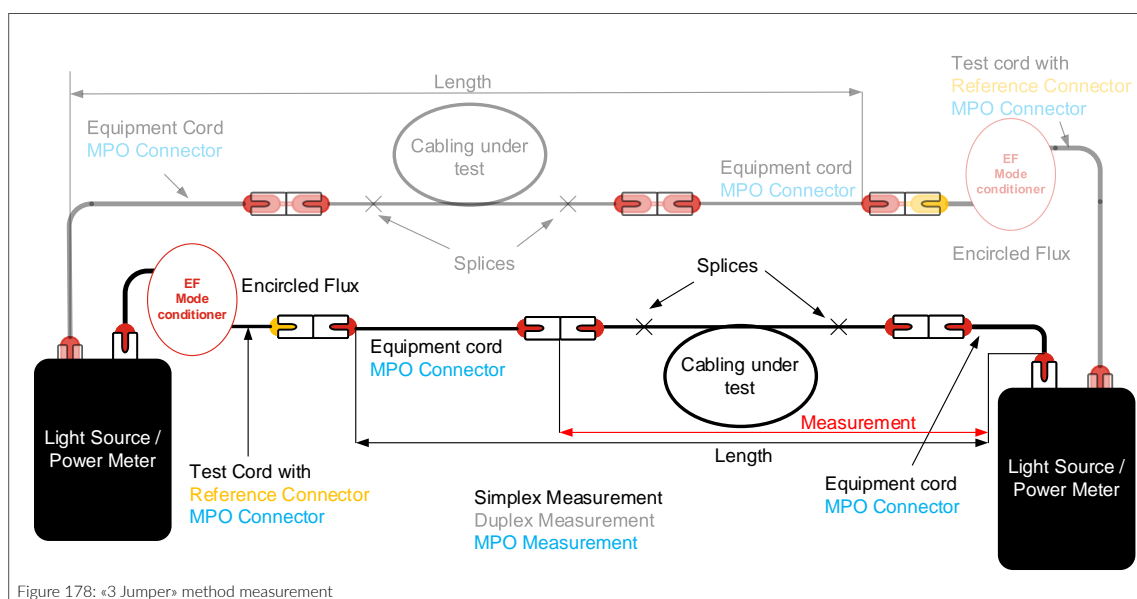 Test cord with
Reference Connector
MPO Connector
Length
Equipment Cord
MPO Connector
Cabling under
test
Equipment cord
MPO Connector
EF
Mode
conditioner
Splices
Encircled Flux
EF
Mode
conditioner
Encircled Flux
Splices
Equipment cord
MPO Connector
Cabling under
test
Measurement
Length
Light Source /
Power Meter
Test Cord with
Reference Connector
MPO Connector
Simplex Measurement
Duplex Measurement
MPO Measurement
Equipment cord
MPO Connector
Light Source /
Power Meter
Figure 178: «3 Jumper» method measurement